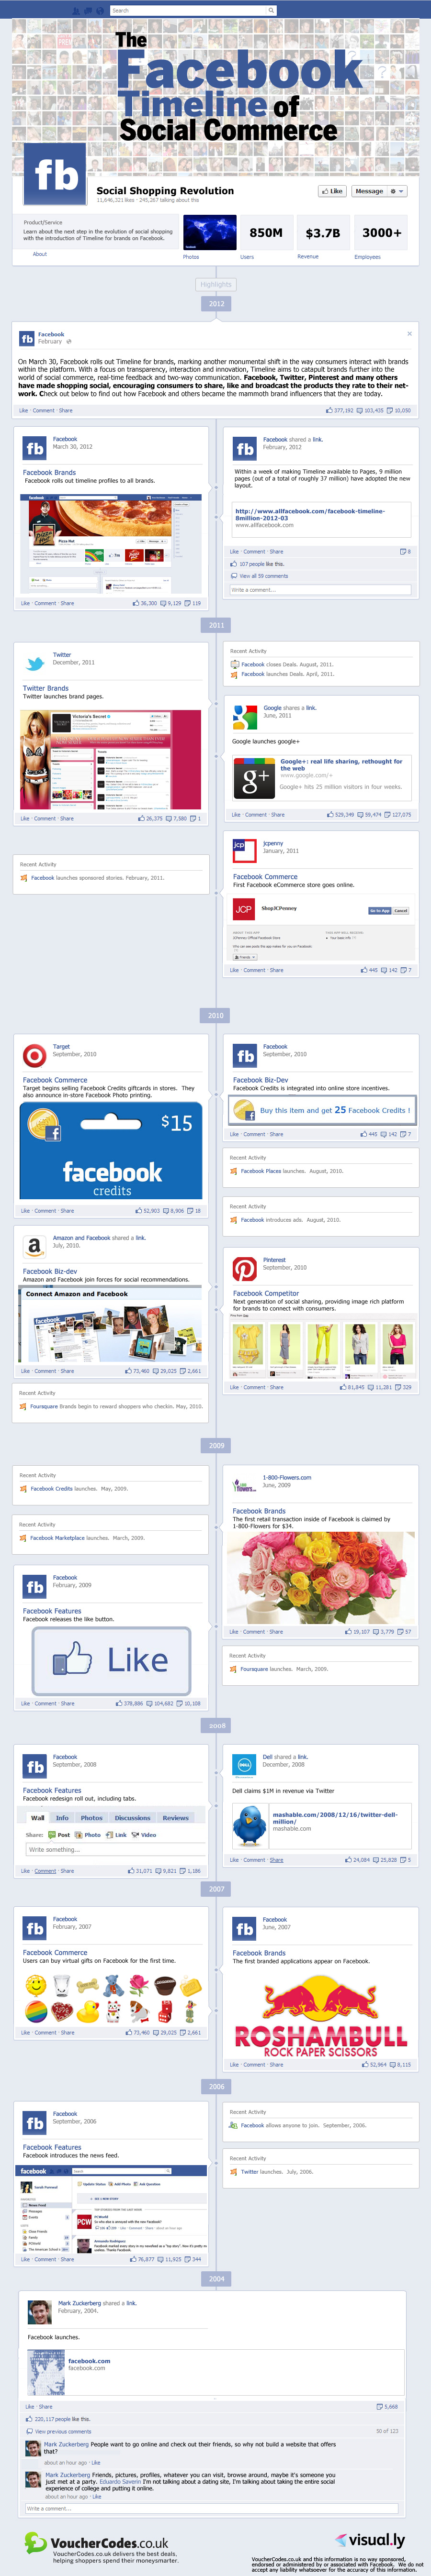 Search
The
Facebook
Timeline of
Social Commerce
fb
Social Shopping Revolution
11,646,321 likes · 245,267 talking about this
Like
Message
Product/Service
Learn about the next step in the evolution of social shopping
with the introduction of Timeline for brands on Facebook.
About
Photos
850M
Users
$3.7B
Revenue
3000+
Employees
Highlights
2012
fb
Facebook
February
On March 30, Facebook rolls out Timeline for brands, marking another monumental shift in the way consumers interact with brands
within the platform. With a focus on transparency, interaction and innovation, Timeline aims to catapult brands further into the
world of social commerce, real-time feedback and two-way communication. Facebook, Twitter, Pinterest and many others
have made shopping social, encouraging consumers to share, like and broadcast the products they rate to their net-
work. Check out below to find out how Facebook and others became the mammoth brand influencers that they are today.
Like · Comment · Share
377,192 103,435 10,050
fb
Facebook
March 30, 2012
Facebook Brands
Facebook rolls out timeline profiles to all brands.
Like · Comment · Share
36,300 9,129 119
fb
Facebook shared a link.
February, 2012
Within a week of making Timeline available to Pages, 9 million
pages (out of a total of roughly 37 million) have adopted the new
layout.
http://www.allfacebook.com/facebook-timeline-
8million-2012-03
www.allfacebook.com
Like · Comment · Share
8
107 people like this.
View all 59 comments
Write a comment...
2011
Twitter
December, 2011
Twitter Brands
Twitter launches brand pages.
Victoria's Secret
Like · Comment · Share
26,375 7,580 1
Recent Activity
Facebook closes Deals. August, 2011.
Facebook launches Deals. April, 2011.
Google shared a link.
June, 2011
Google launches google+
Google+: real life sharing, rethought for
the web
www.google.com/+
Google+ hits 25 million visitors in four weeks.
Like · Comment · Share
529,349 59,474 127,075
Recent Activity
Facebook launches sponsored stories. February, 2011.
jcp
jcpenny
January, 2011
Facebook Commerce
First Facebook eCommerce store goes online.
JCP
ShopJCPenney
Go to App
Cancel
Like · Comment · Share
445 142 7
2010
Target
September, 2010
Facebook Commerce
Target begins selling Facebook Credits giftcards in stores. They
also announce in-store Facebook Photo printing.
$15
facebook
credits
Like · Comment · Share
52,903 8,906 18
fb
Facebook
September, 2010
Facebook Biz-Dev
Facebook Credits is integrated into online store incentives.
Buy this item and get 25 Facebook Credits !
Like · Comment · Share
445 142 7
Recent Activity
Facebook Places launches. August, 2010.
Recent Activity
Facebook introduces ads. August, 2010.
Amazon and Facebook shared a link.
July, 2010.
Facebook Biz-dev
Amazon and Facebook join forces for social recommendations.
Connect Amazon and Facebook
Like · Comment · Share
73,460 29,025 2,661
Pinterest
September, 2010
Facebook Competitor
Next generation of social sharing, providing image rich platform
for brands to connect with consumers.
Like · Comment · Share
81,845 11,281 329
Recent Activity
Foursquare Brands begin to reward shoppers who checkin. May, 2010.
2009
Recent Activity
Facebook Credits launches. May, 2009.
Recent Activity
Facebook Marketplace launches. March, 2009.
1-800-Flowers.com
June, 2009
Facebook Brands
The first retail transaction inside of Facebook is claimed by
1-800-Flowers for $34.
Like · Comment · Share
19,107 3,779 57
fb
Facebook
February, 2009
Facebook Features
Facebook releases the like button.
Like
Like · Comment · Share
378,886 104,682 10,108
Recent Activity
Foursquare launches. March, 2009.
2008
fb
Facebook
September, 2008
Facebook Features
Facebook redesign roll out, including tabs.
Wall Info Photos Discussions Reviews
Share: Post Photo Link Video
Write something...
Like · Comment · Share
31,071 9,821 1,186
Dell shared a link.
December, 2008
Dell claims $1M in revenue via Twitter
mashable.com/2008/12/16/twitter-dell-
million/
mashable.com
Like · Comment · Share
24,084 25,828 5
2007
fb
Facebook
February, 2007
Facebook Commerce
Users can buy virtual gifts on Facebook for the first time.
Like · Comment · Share
73,460 29,025 2,661
fb
Facebook
June, 2007
Facebook Brands
The first branded applications appear on Facebook.
ROSHAMBULL
ROCK PAPER SCISSORS
Like · Comment · Share
52,964 8,115
2006
fb
Facebook
September, 2006
Facebook Features
Facebook introduces the news feed.
facebook
Like · Comment · Share
76,877 11,925 344
Recent Activity
Facebook allows anyone to join. September, 2006.
Recent Activity
Twitter launches. July, 2006.
2004
Mark Zuckerberg shared a link.
February, 2004.
Facebook launches.
facebook.com
facebook.com
Like · Share
5,668
220,117 people like this.
View previous comments
50 of 123
Mark Zuckerberg People want to go online and check out their friends, so why not build a website that offers
that?
about an hour ago · Like
Mark Zuckerberg Friends, pictures, profiles, whatever you can visit, browse around, maybe it's someone you
just met at a party. Eduardo Saverin I'm not talking about a dating site, I'm talking about taking the entire social
experience of college and putting it online.
about an hour ago · Like
Write a comment...
VoucherCodes.co.uk
VoucherCodes.co.uk delivers the best deals,
helping shoppers spend their moneysmarter.
visual.ly
VoucherCodes.co.uk and this information is no way sponsored,
endorsed or administered by or associated with Facebook. We do not
accept any liability whatsoever for the accuracy of this information.